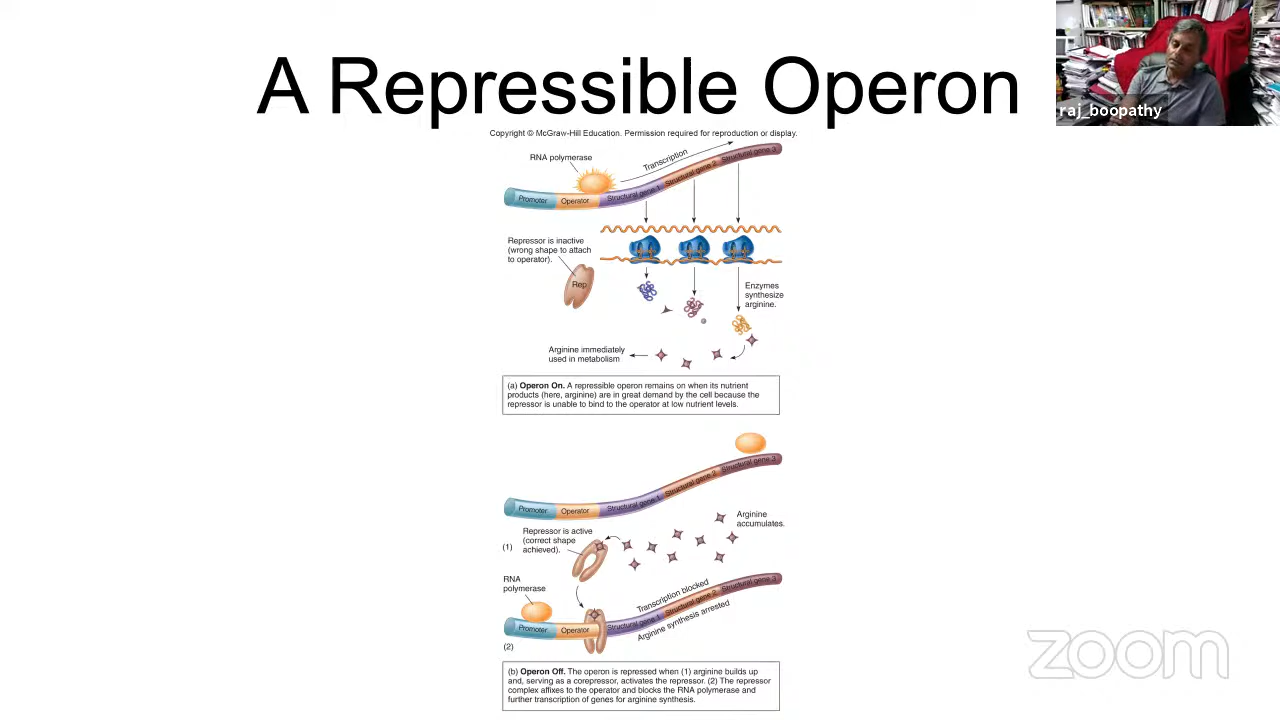 A Repressible Operon
raj_boopathy
Copyright © McGraw-Hill Education. Permission required for reproduction or display.
RNA polymerase
Transcription
Promoter
Operator
Structural gene 1
Structural gene 2
Structural gene 3
Repressor is inactive
(wrong shape to attach
to operator).
Rep
Enzymes
synthesize
arginine.
Arginine immediately
used in metabolism
(a) Operon On. A repressible operon remains on when its nutrient
products (here, arginine) are in great demand by the cell because the
repressor is unable to bind to the operator at low nutrient levels.
Promoter
Operator
Structural gene 1
Structural gene 2
Structural gene 3
Arginine
accumulates.
Repressor is active
(correct shape
achieved).
(1)
RNA
polymerase
Transcription blocked
Promoter
Operator
Structural gene 1
Structural gene 2
Structural gene 3
Arginine synthesis arrested
(2)
(b) Operon Off. The operon is repressed when (1) arginine builds up
and, serving as a corepressor, activates the repressor. (2) The repressor
complex affixes to the operator and blocks the RNA polymerase and
further transcription of genes for arginine synthesis.
zoom